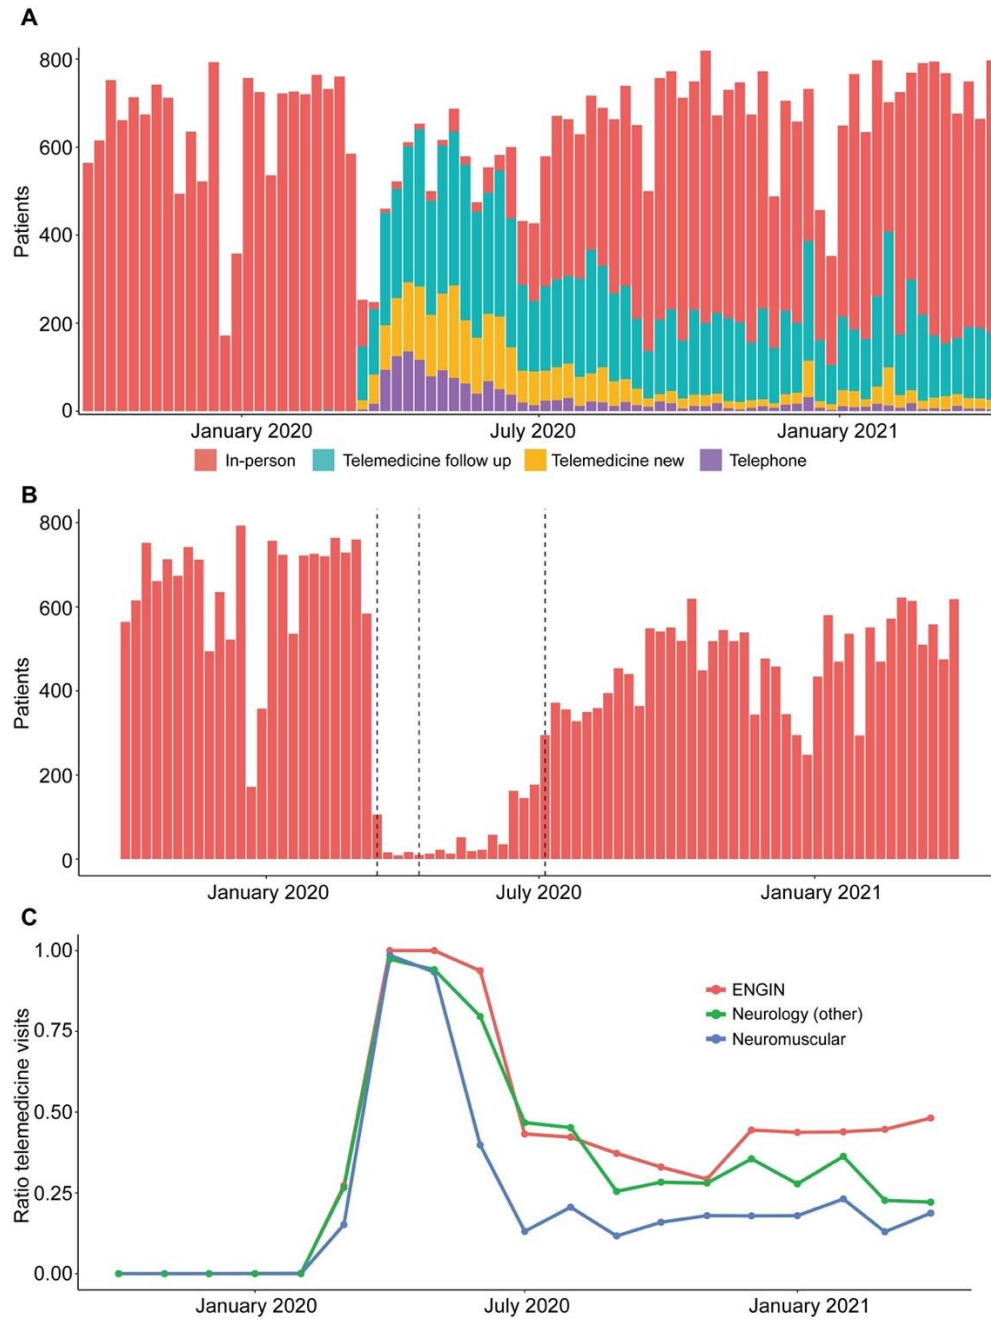 A
800
600
400
200
0
Patients
January 2020 July 2020 January 2021
In-person Telemedicine follow up Telemedicine new Telephone
B
800
600
400
200
0
Patients
January 2020 July 2020 January 2021
C
1.00
0.75
0.50
0.25
0.00
Ratio telemedicine visits
ENGIN
Neurology (other)
Neuromuscular
January 2020 July 2020 January 2021